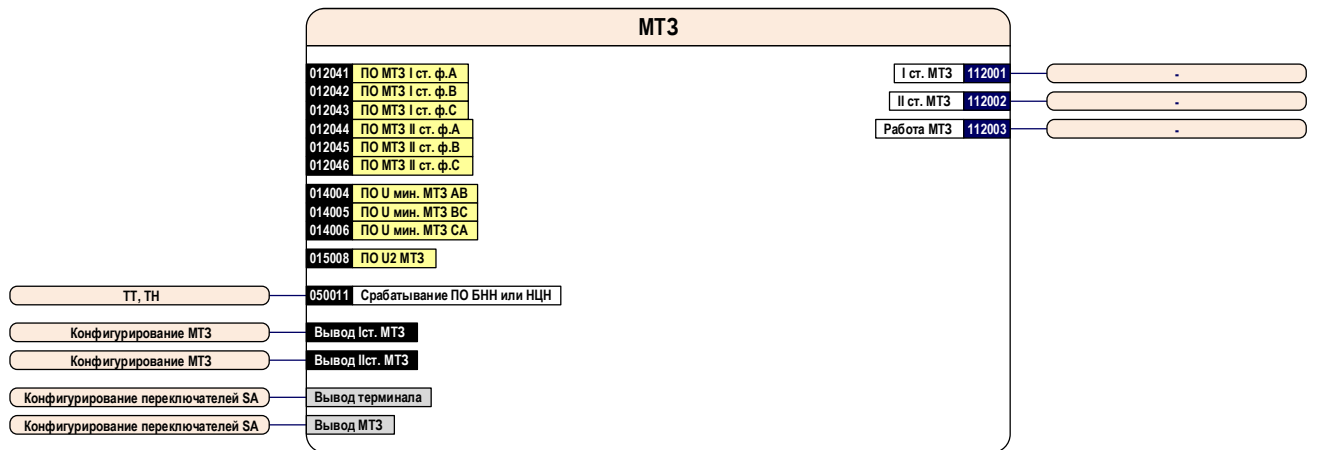 МТЗ
012041 ПО МТЗ I ст. ф.А
012042 ПО МТЗ I ст. ф.В
012043 ПО МТЗ I ст. ф.С
012044 ПО МТЗ II ст. ф.А
012045 ПО МТЗ II ст. ф.В
012046 ПО МТЗ II ст. ф.С
014004 ПО U мин. МТЗ АВ
014005 ПО U мин. МТЗ ВС
014006 ПО U мин. МТЗ СА
015008 ПО U2 МТЗ
ТТ, ТН 050011 Срабатывание ПО БНН или НЦН
Конфигурирование МТЗ Вывод Iст. МТЗ
Конфигурирование МТЗ Вывод IIст. МТЗ
Конфигурирование переключателей SA Вывод терминала
Конфигурирование переключателей SA Вывод МТЗ
I ст. МТЗ 112001 -
II ст. МТЗ 112002 -
Работа МТЗ 112003 -